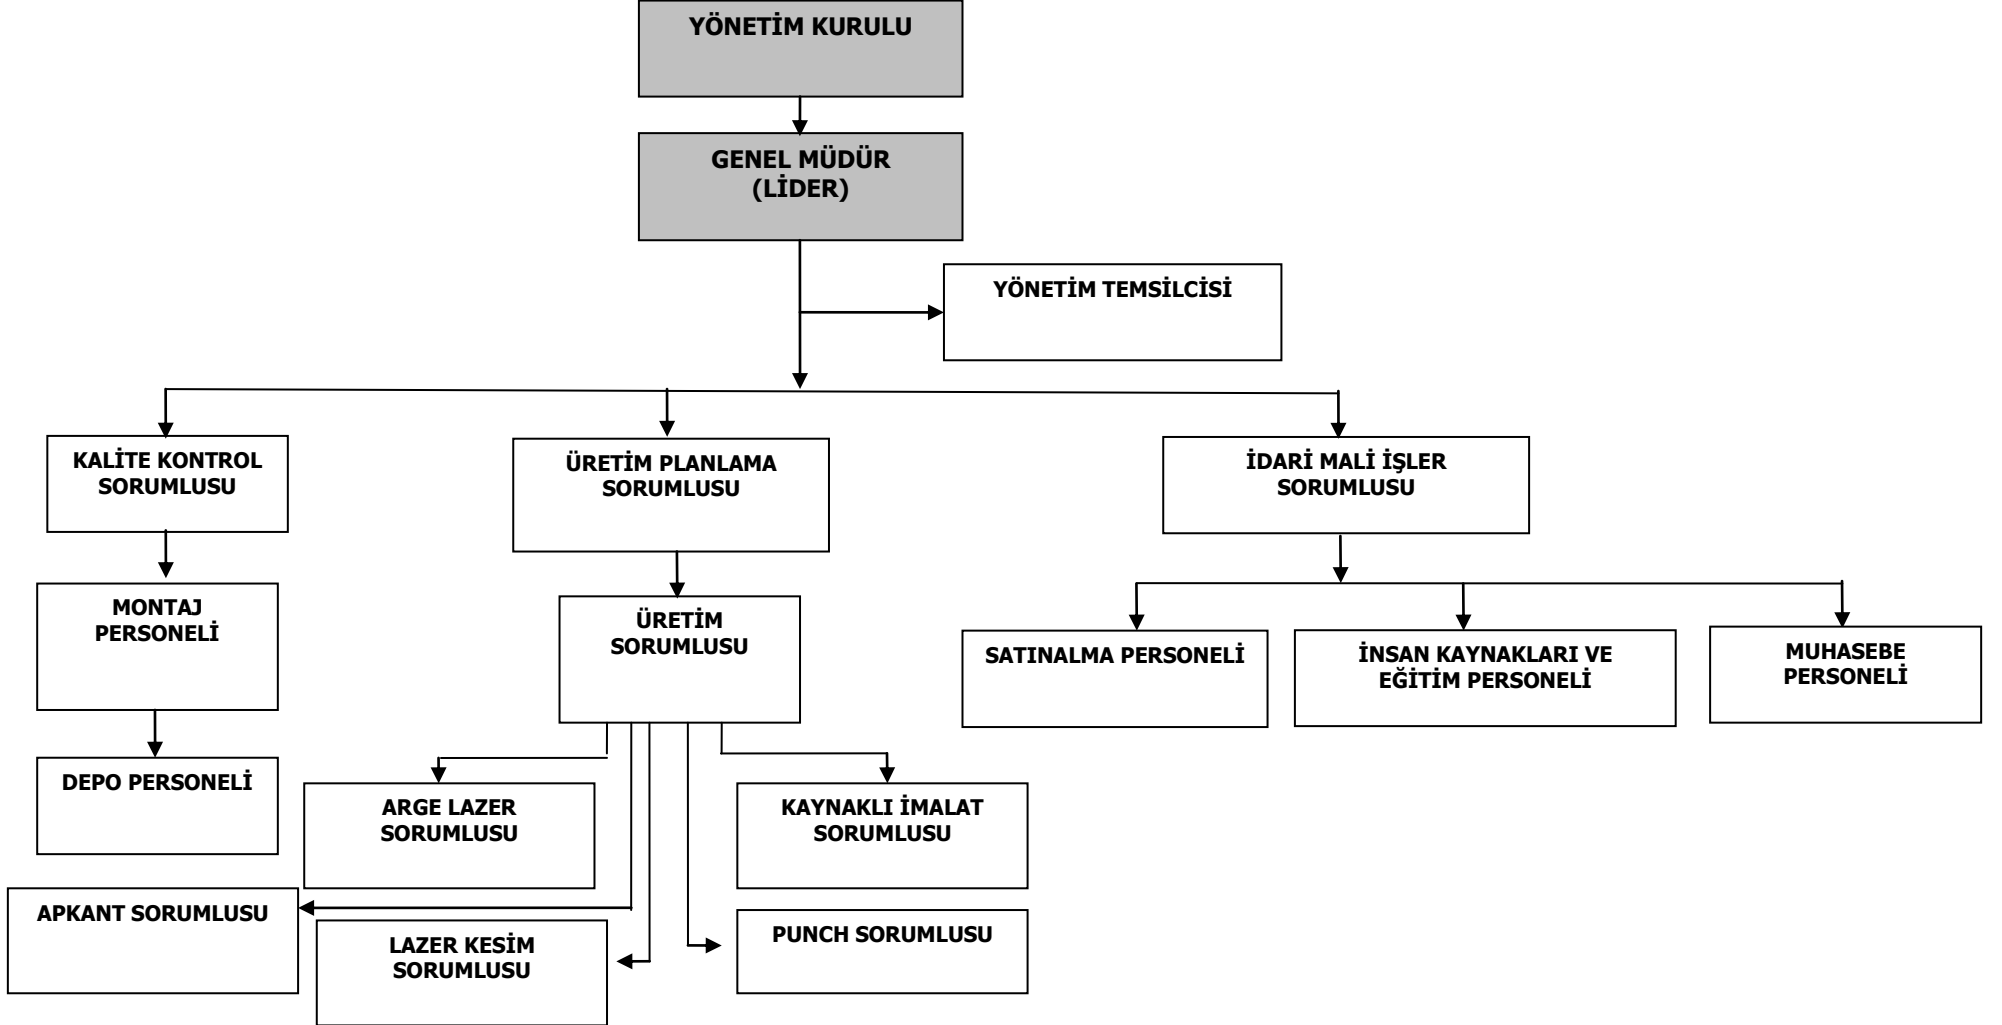 YÖNETİM KURULU
GENEL MÜDÜR
(LİDER)
YÖNETİM TEMSİLCİSİ
KALİTE KONTROL
SORUMLUSU
ÜRETİM PLANLAMA
SORUMLUSU
İDARİ MALİ İŞLER
SORUMLUSU
MONTAJ
PERSONELİ
ÜRETİM
SORUMLUSU
SATINALMA PERSONELİ
İNSAN KAYNAKLARI VE
EĞİTİM PERSONELİ
MUHASEBE
PERSONELİ
DEPO PERSONELİ
ARGE LAZER
SORUMLUSU
KAYNAKLI İMALAT
SORUMLUSU
APKANT SORUMLUSU
LAZER KESİM
SORUMLUSU
PUNCH SORUMLUSU